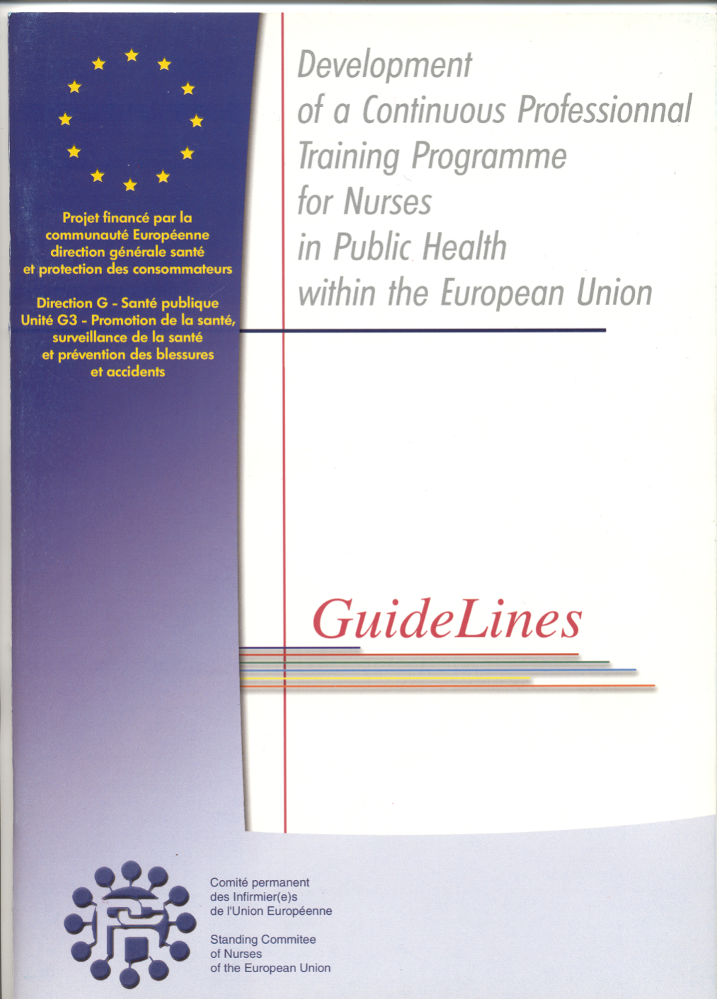 Development
of a Continuous Professionnal
Training Programme
for Nurses
in Public Health
within the European Union
Projet financé par la
communauté Européenne
direction générale santé
et protection des consommateurs
Direction G - Santé publique
Unité G3 - Promotion de la santé,
surveillance de la santé
et prévention des blessures
et accidents
GuideLines
Comité permanent
des Infirmier(e)s
de l'Union Européenne
Standing Commitee
of Nurses
of the European Union